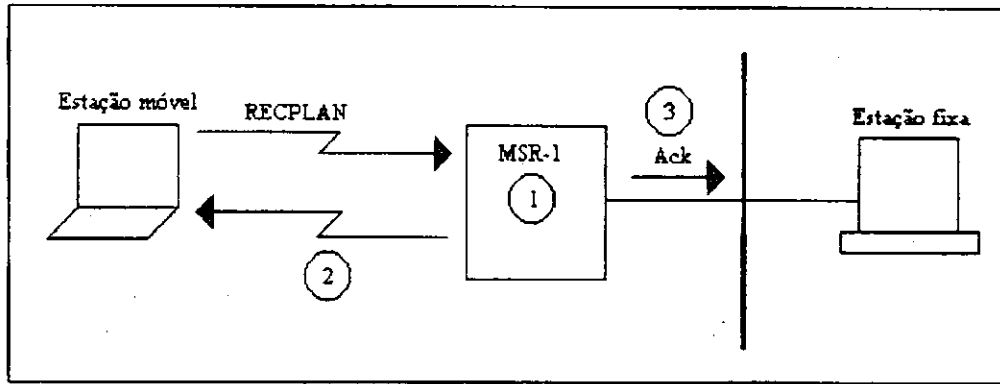 Estação móvel
RECPLAN
MSR-1
1
2
3
Ack
Estação fixa